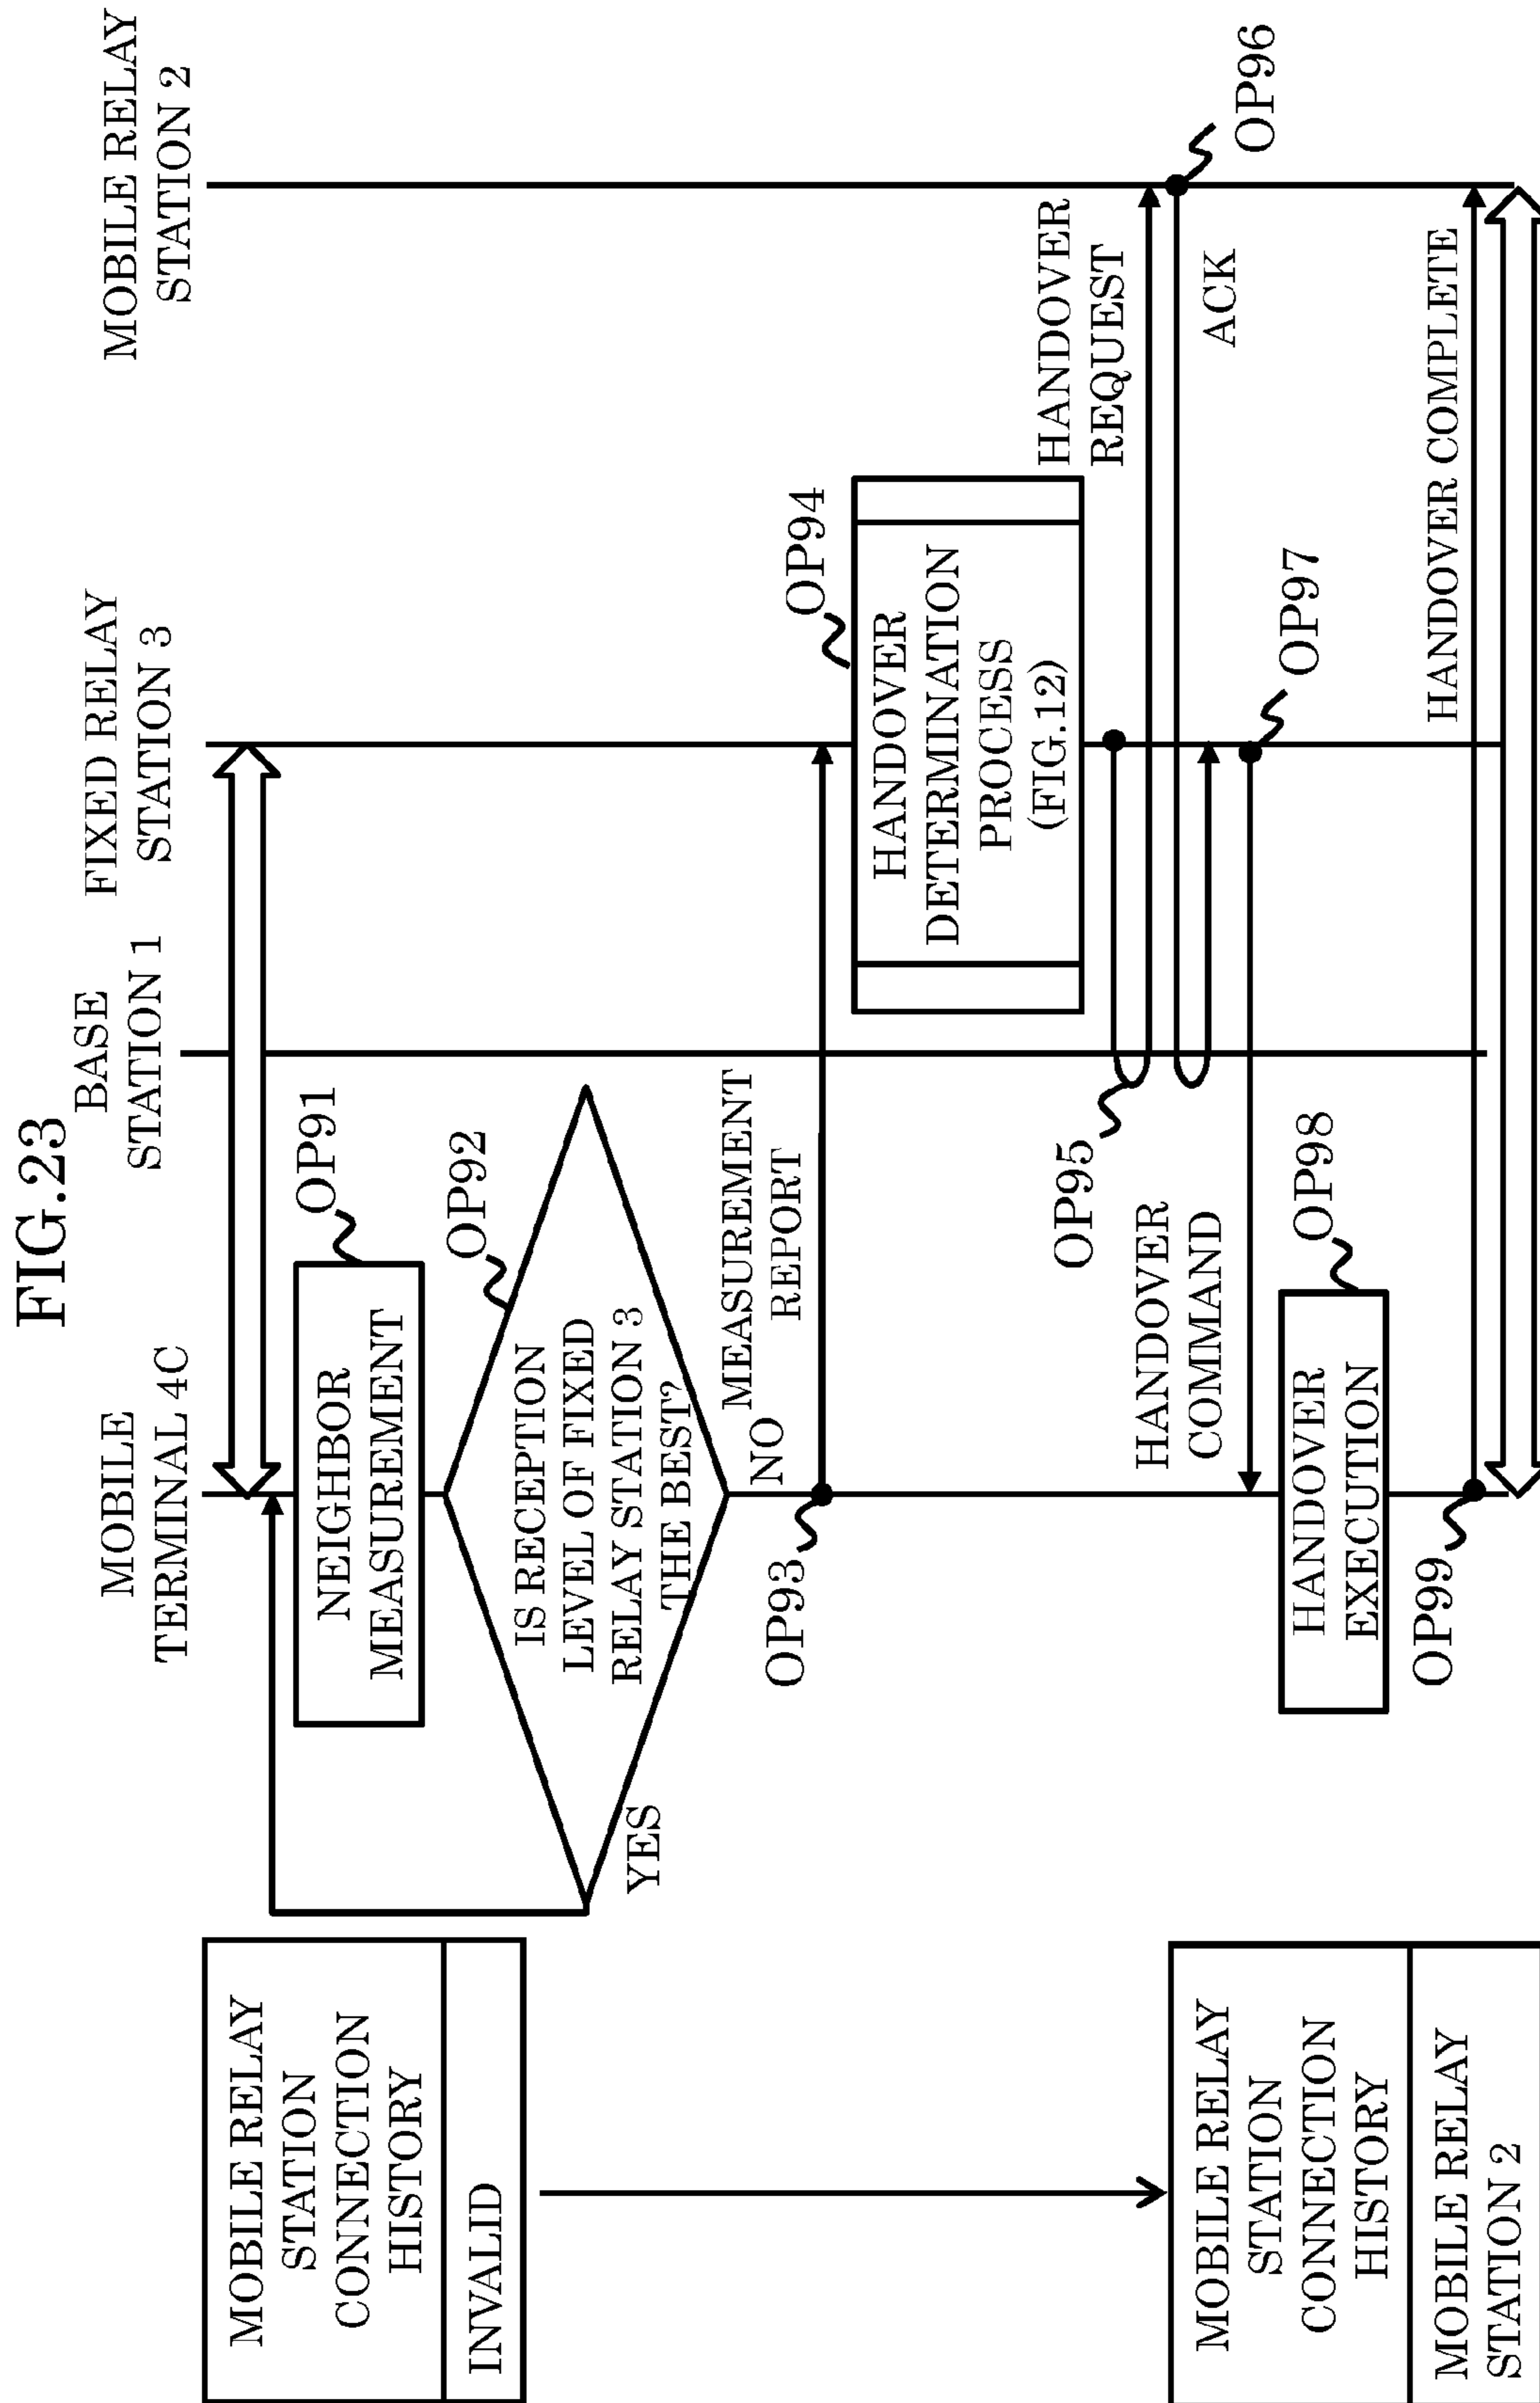 FIG.23
MOBILE
TERMINAL 4C
BASE
STATION 1
FIXED RELAY
STATION 3
MOBILE RELAY
STATION 2
MOBILE RELAY
STATION
CONNECTION
HISTORY
INVALID
NEIGHBOR
MEASUREMENT
OP91
OP92
IS RECEPTION
LEVEL OF FIXED
RELAY STATION 3
THE BEST?
YES
NO
MEASUREMENT
REPORT
OP93
OP94
HANDOVER
DETERMINATION
PROCESS
(FIG.12)
HANDOVER
REQUEST
OP95
OP96
ACK
HANDOVER
COMMAND
OP97
OP98
HANDOVER
EXECUTION
OP99
HANDOVER COMPLETE
MOBILE RELAY
STATION
CONNECTION
HISTORY
MOBILE RELAY
STATION 2